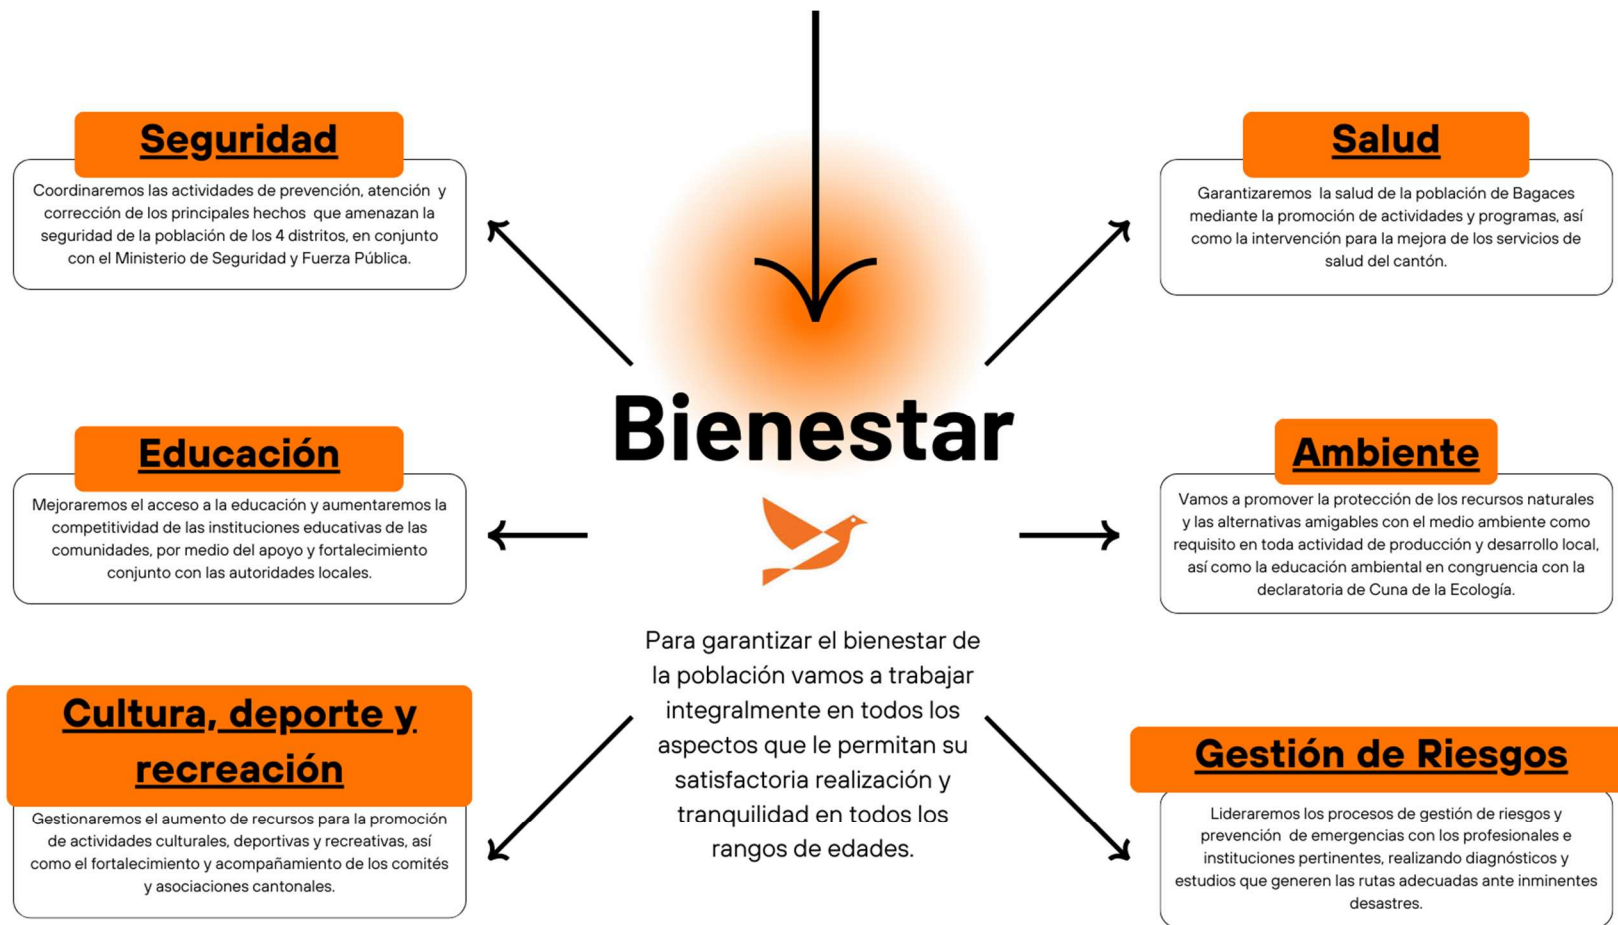 Seguridad
Coordinaremos las actividades de prevención, atención y
corrección de los principales hechos que amenazan la
seguridad de la población de los 4 distritos, en conjunto
con el Ministerio de Seguridad y Fuerza Pública.
Educación
Mejoraremos el acceso a la educación y aumentaremos la
competitividad de las instituciones educativas de las
comunidades, por medio del apoyo y fortalecimiento
conjunto con las autoridades locales.
Cultura, deporte y
recreación
Gestionaremos el aumento de recursos para la promoción
de actividades culturales, deportivas y recreativas, así
como el fortalecimiento y acompañamiento de los comités
y asociaciones cantonales.
Bienestar
Para garantizar el bienestar de
la población vamos a trabajar
integralmente en todos los
aspectos que le permitan su
satisfactoria realización y
tranquilidad en todos los
rangos de edades.
Salud
Garantizaremos la salud de la población de Bagaces
mediante la promoción de actividades y programas, así
como la intervención para la mejora de los servicios de
salud del cantón.
Ambiente
Vamos a promover la protección de los recursos naturales
y las alternativas amigables con el medio ambiente como
requisito en toda actividad de producción y desarrollo local,
así como la educación ambiental en congruencia con la
declaratoria de Cuna de la Ecología.
Gestión de Riesgos
Lideraremos los procesos de gestión de riesgos y
prevención de emergencias con los profesionales e
instituciones pertinentes, realizando diagnósticos y
estudios que generen las rutas adecuadas ante inminentes
desastres.